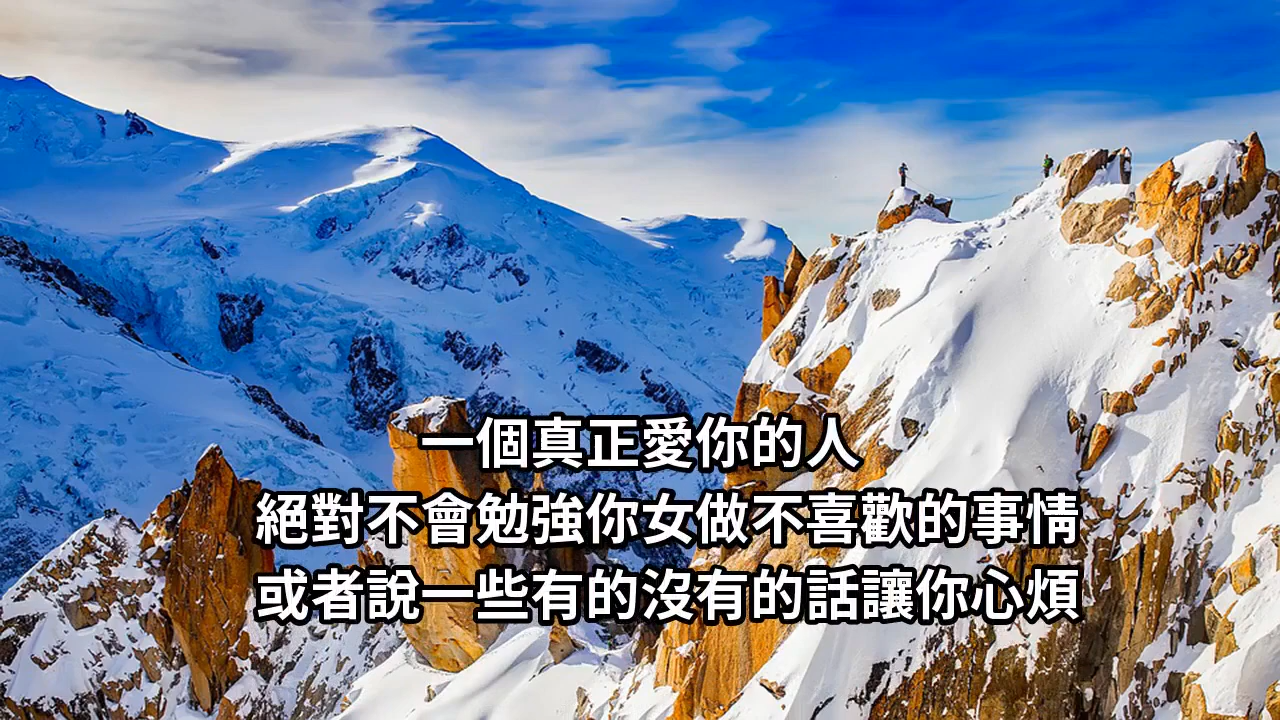 一個真正愛你的人
絕對不會勉強你女做不喜歡的事情
或者說一些有的沒有的話讓你心煩